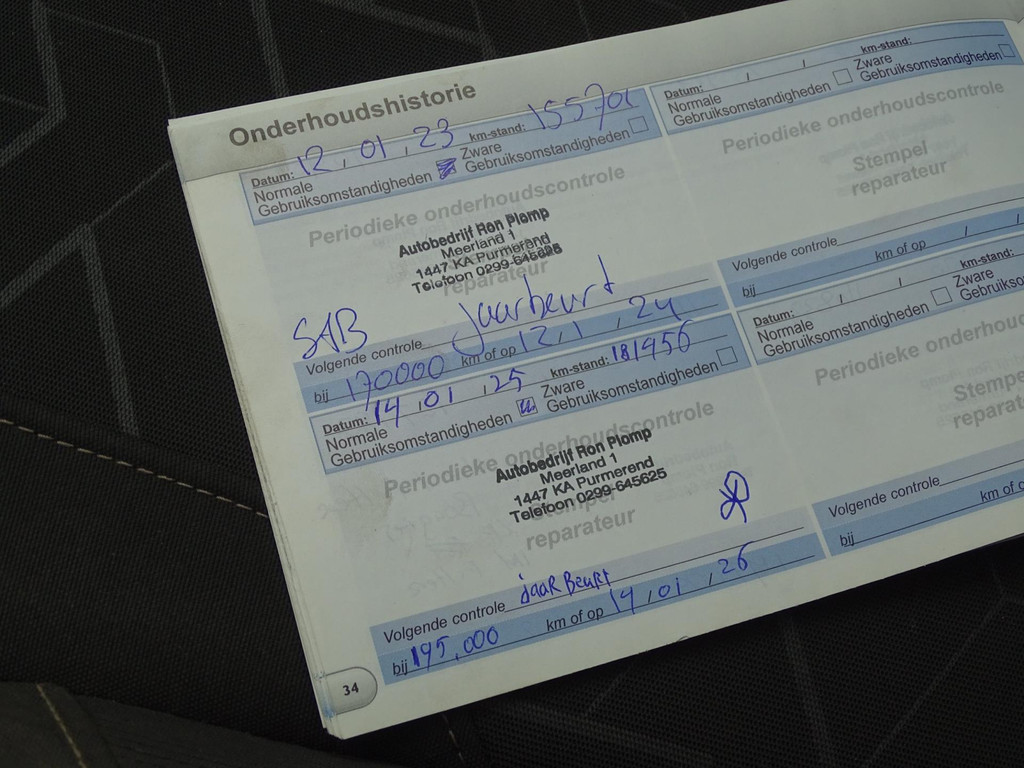 Onderhoudshistorie
Datum: 12, 01, 23 km-stand: 155701
Normale Gebruiksomstandigheden Zware Gebruiksomstandigheden
Periodieke onderhoudscontrole
Autobedrijf Ron Plomp
Meerland 1
1447 KA Purmerend
Telefoon 0299-645625
reparateur
Volgende controle jaarbeurt
bij 170000 km of op 12, 1, 24
Datum: 14, 01, 25 km-stand: 181956
Normale Gebruiksomstandigheden Zware Gebruiksomstandigheden
Periodieke onderhoudscontrole
Autobedrijf Ron Plomp
Meerland 1
1447 KA Purmerend
Telefoon 0299-645625
Stempel
reparateur
Volgende controle jaar Beurt
bij 195.000 km of op 14, 01, 26
34
Datum: / / km-stand:
Normale Gebruiksomstandigheden Zware Gebruiksomstandigheden
Periodieke onderhoudscontrole
Stempel
reparateur
Volgende controle
bij km of op / /
Datum: / / km-stand:
Normale Gebruiksomstandigheden Zware Gebruiksoms
Periodieke onderhoudsc
Stempel
reparat
Volgende controle
bij km of o